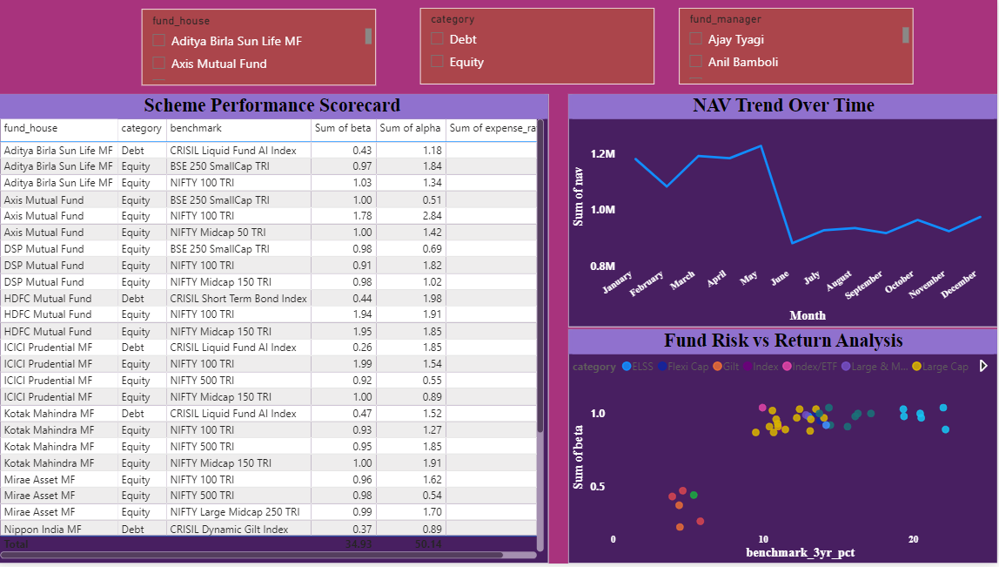 fund_house
Aditya Birla Sun Life MF
Axis Mutual Fund
category
Debt
Equity
fund_manager
Ajay Tyagi
Anil Bamboli
Scheme Performance Scorecard
fund_house category benchmark Sum of beta Sum of alpha Sum of expense_ra
Aditya Birla Sun Life MF Debt CRISIL Liquid Fund AI Index 0.43 1.18
Aditya Birla Sun Life MF Equity BSE 250 SmallCap TRI 0.97 1.84
Aditya Birla Sun Life MF Equity NIFTY 100 TRI 1.03 1.34
Axis Mutual Fund Equity BSE 250 SmallCap TRI 1.00 0.51
Axis Mutual Fund Equity NIFTY 100 TRI 1.78 2.84
Axis Mutual Fund Equity NIFTY Midcap 50 TRI 1.00 1.42
DSP Mutual Fund Equity BSE 250 SmallCap TRI 0.98 0.69
DSP Mutual Fund Equity NIFTY 100 TRI 0.91 1.82
DSP Mutual Fund Equity NIFTY Midcap 150 TRI 0.98 1.02
HDFC Mutual Fund Debt CRISIL Short Term Bond Index 0.44 1.98
HDFC Mutual Fund Equity NIFTY 100 TRI 1.94 1.91
HDFC Mutual Fund Equity NIFTY Midcap 150 TRI 1.95 1.85
ICICI Prudential MF Debt CRISIL Liquid Fund AI Index 0.26 1.85
ICICI Prudential MF Equity NIFTY 100 TRI 1.99 1.54
ICICI Prudential MF Equity NIFTY 500 TRI 0.92 0.55
ICICI Prudential MF Equity NIFTY Midcap 150 TRI 1.00 0.89
Kotak Mahindra MF Debt CRISIL Liquid Fund AI Index 0.47 1.52
Kotak Mahindra MF Equity NIFTY 100 TRI 0.93 1.27
Kotak Mahindra MF Equity NIFTY 500 TRI 0.95 1.85
Kotak Mahindra MF Equity NIFTY Midcap 150 TRI 1.00 1.91
Mirae Asset MF Equity NIFTY 100 TRI 0.96 1.62
Mirae Asset MF Equity NIFTY 500 TRI 0.98 0.54
Mirae Asset MF Equity NIFTY Large Midcap 250 TRI 0.99 1.70
Nippon India MF Debt CRISIL Dynamic Gilt Index 0.37 0.89
Total 34.93 50.14
NAV Trend Over Time
Sum of nav
1.2M
1.0M
0.8M
January February March April May June July August September October November December
Month
Fund Risk vs Return Analysis
category ELSS Flexi Cap Gilt Index Index/ETF Large & M... Large Cap
Sum of beta
1.0
0.5
0 10 20
benchmark_3yr_pct